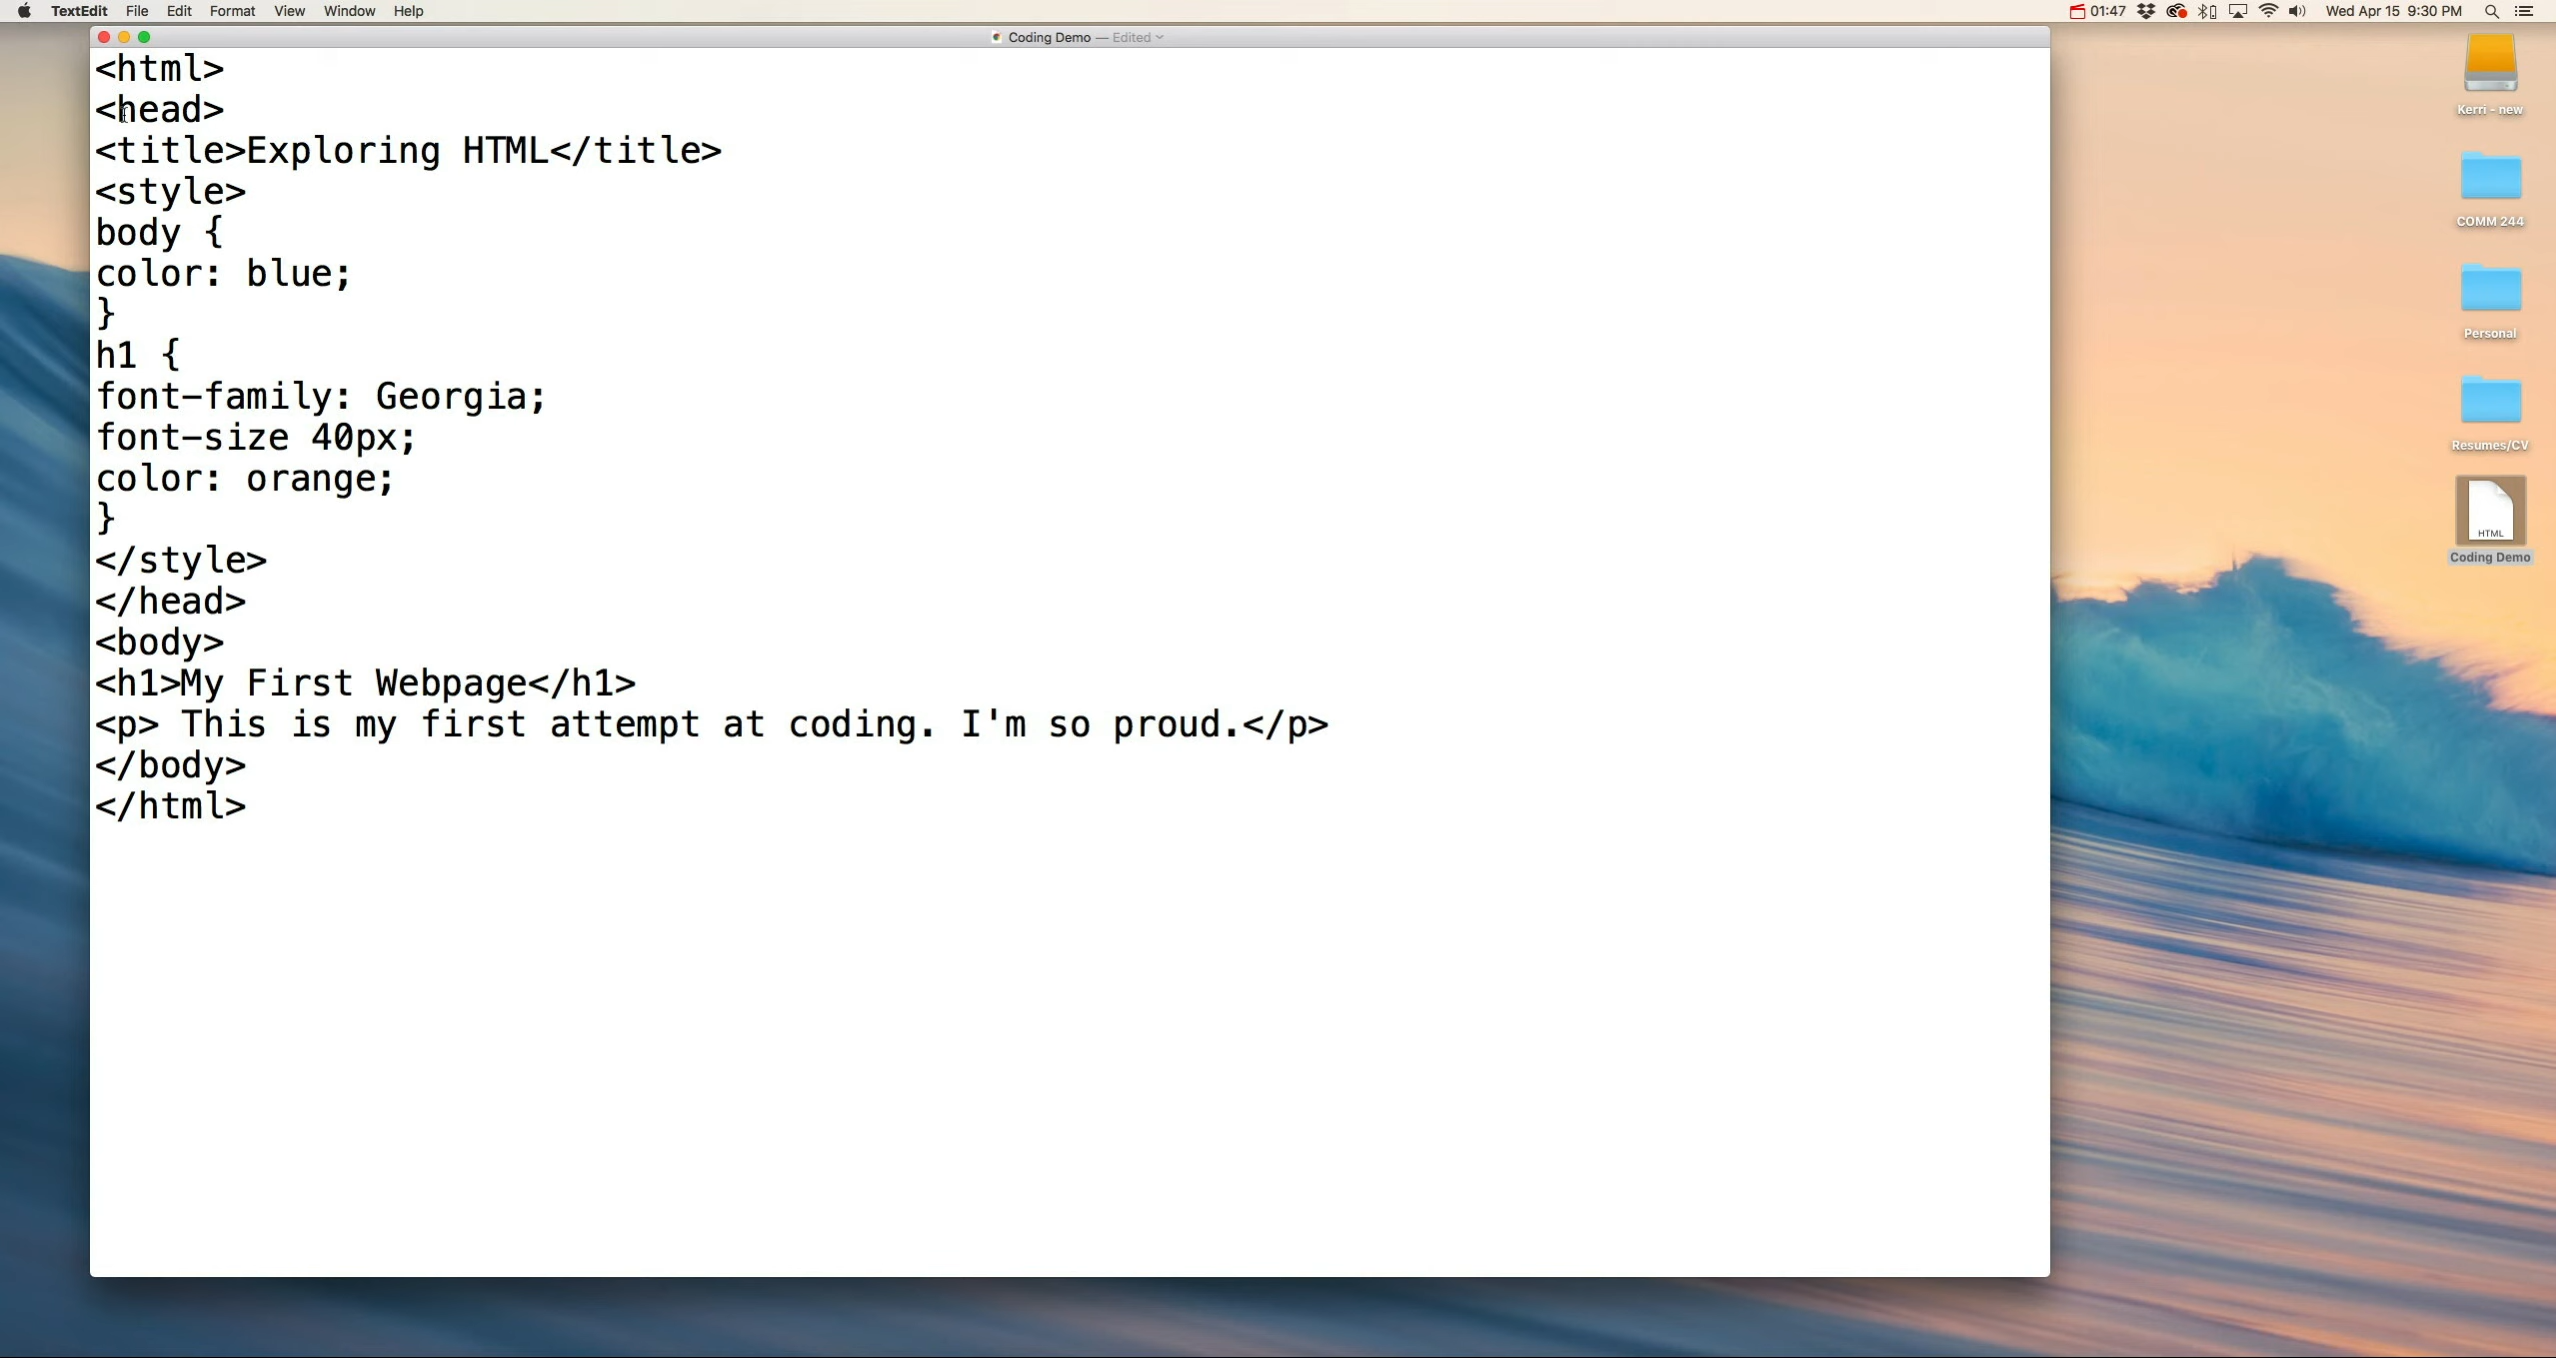 TextEdit File Edit Format View Window Help 01:47 Wed Apr 15 9:30 PM
Coding Demo — Edited
<html>
<head>
<title>Exploring HTML</title>
<style>
body {
color: blue;
}
h1 {
font-family: Georgia;
font-size 40px;
color: orange;
}
</style>
</head>
<body>
<h1>My First Webpage</h1>
<p> This is my first attempt at coding. I'm so proud.</p>
</body>
</html>
Kerri - new
COMM 244
Personal
Resumes/CV
HTML
Coding Demo